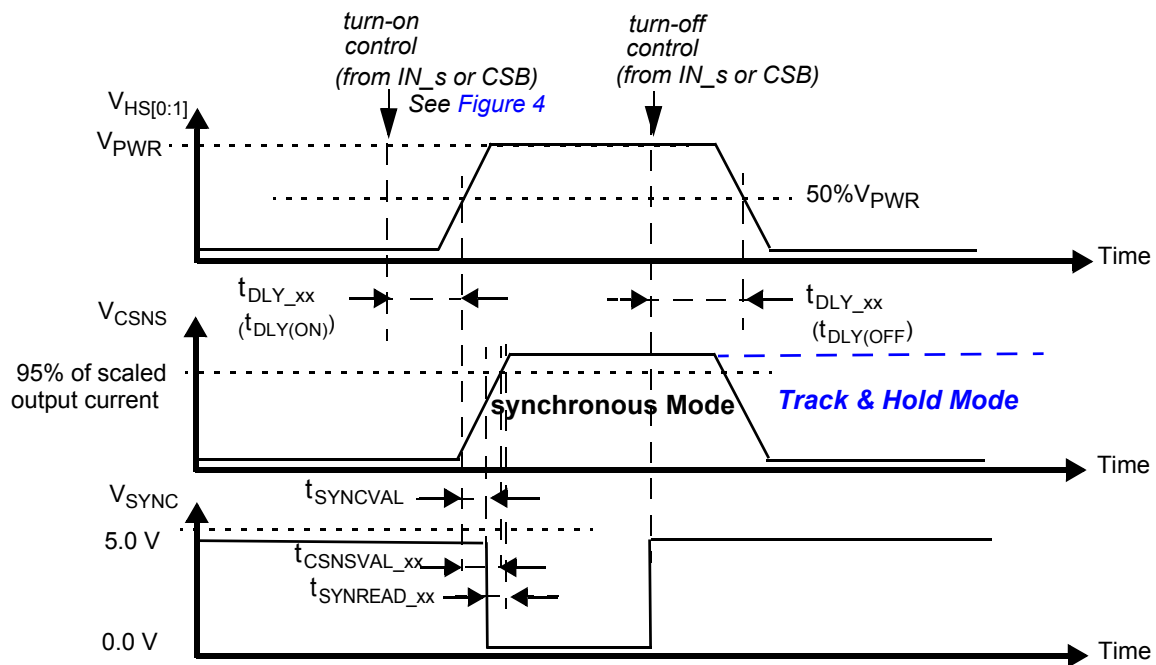 turn-on
control
(from IN_s or CSB)
See Figure 4
turn-off
control
(from IN_s or CSB)
VHS[0:1]
VPWR
50%VPWR
Time
tDLY_xx
(tDLY(ON))
tDLY_xx
(tDLY(OFF)
VCSNS
95% of scaled
output current
synchronous Mode
Track & Hold Mode
Time
tSYNCVAL
VSYNC
5.0 V
tCSNSVAL_xx
tSYNREAD_xx
0.0 V
Time